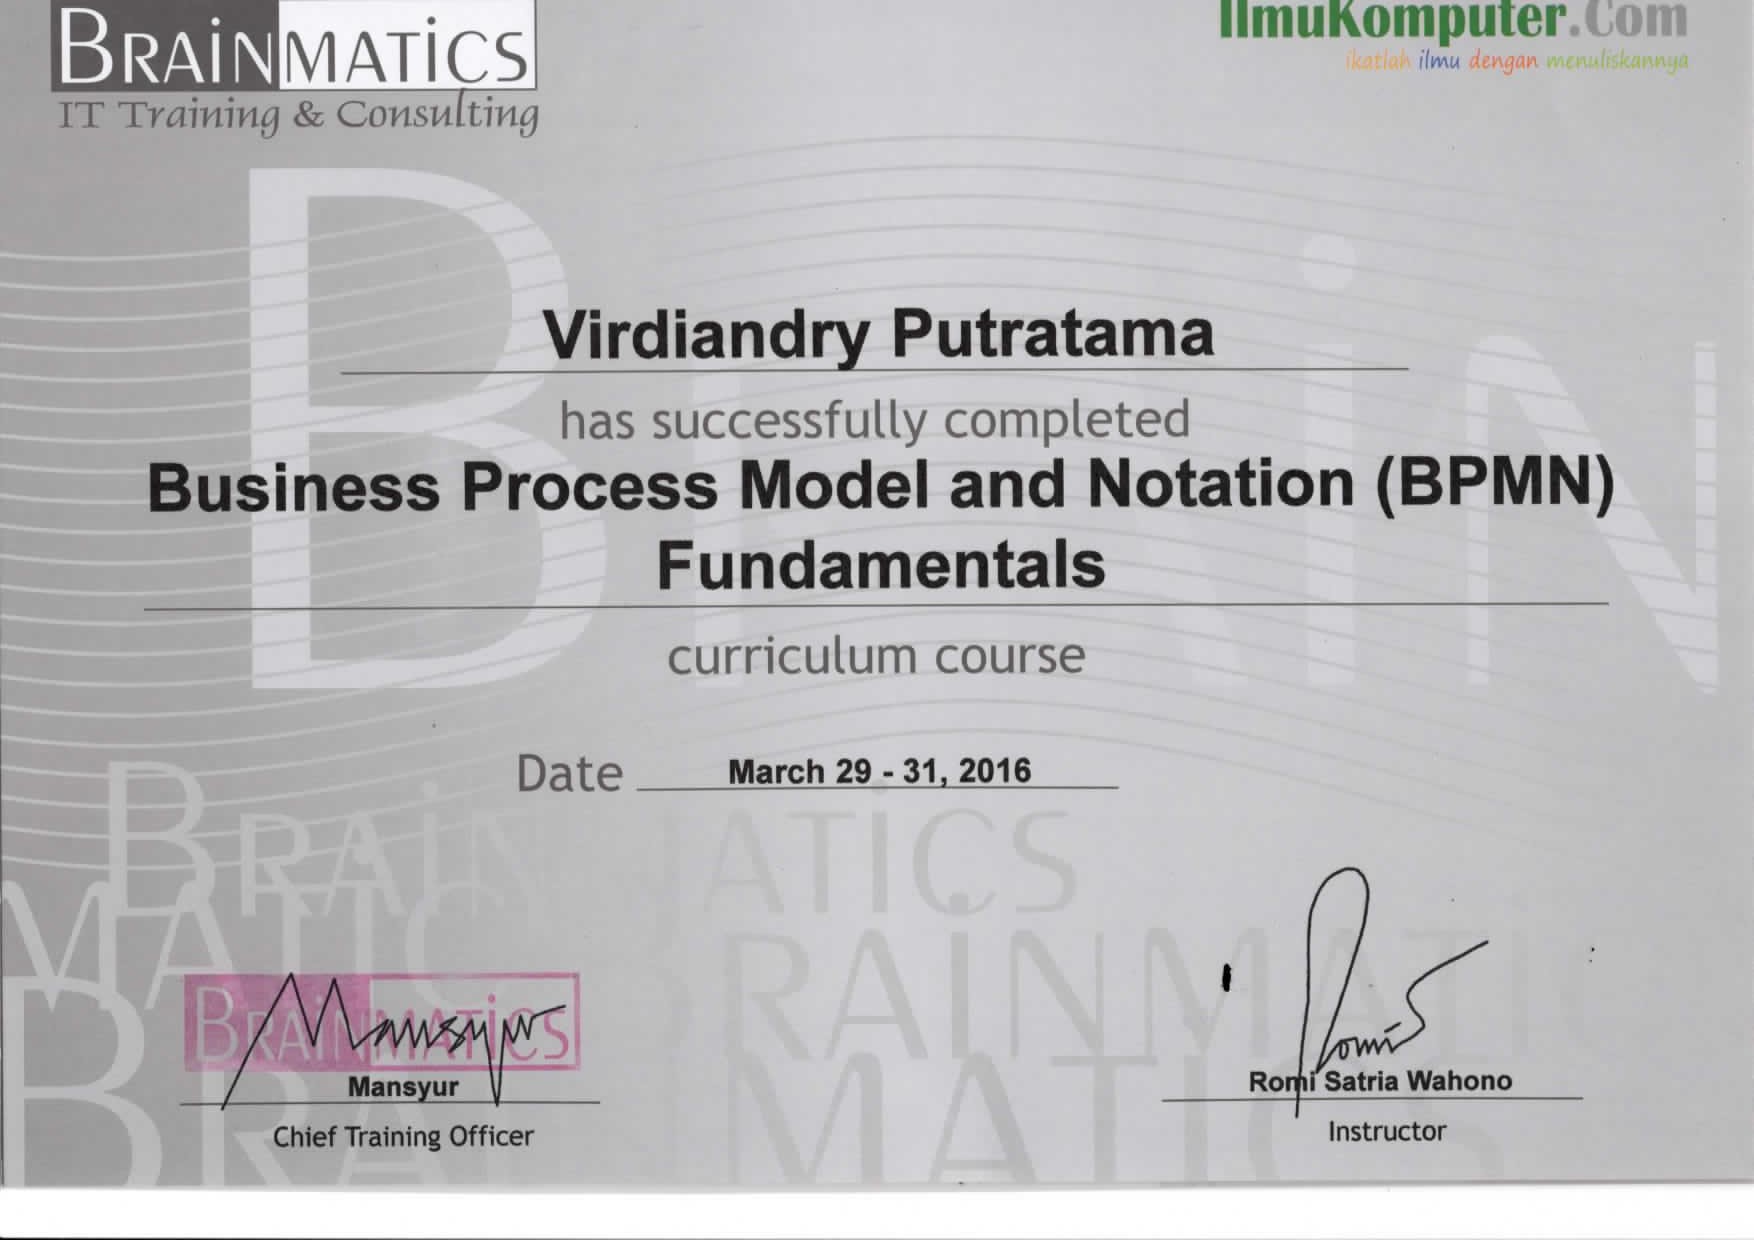 BRAINMATICS
IT Training & Consulting
IlmuKomputer.Com
ikatlah ilmu dengan menuliskannya
Virdiandry Putratama
has successfully completed
Business Process Model and Notation (BPMN)
Fundamentals
curriculum course
Date March 29 - 31, 2016
BRAINMATICS
Mansyur
Chief Training Officer
Romi
Romi Satria Wahono
Instructor